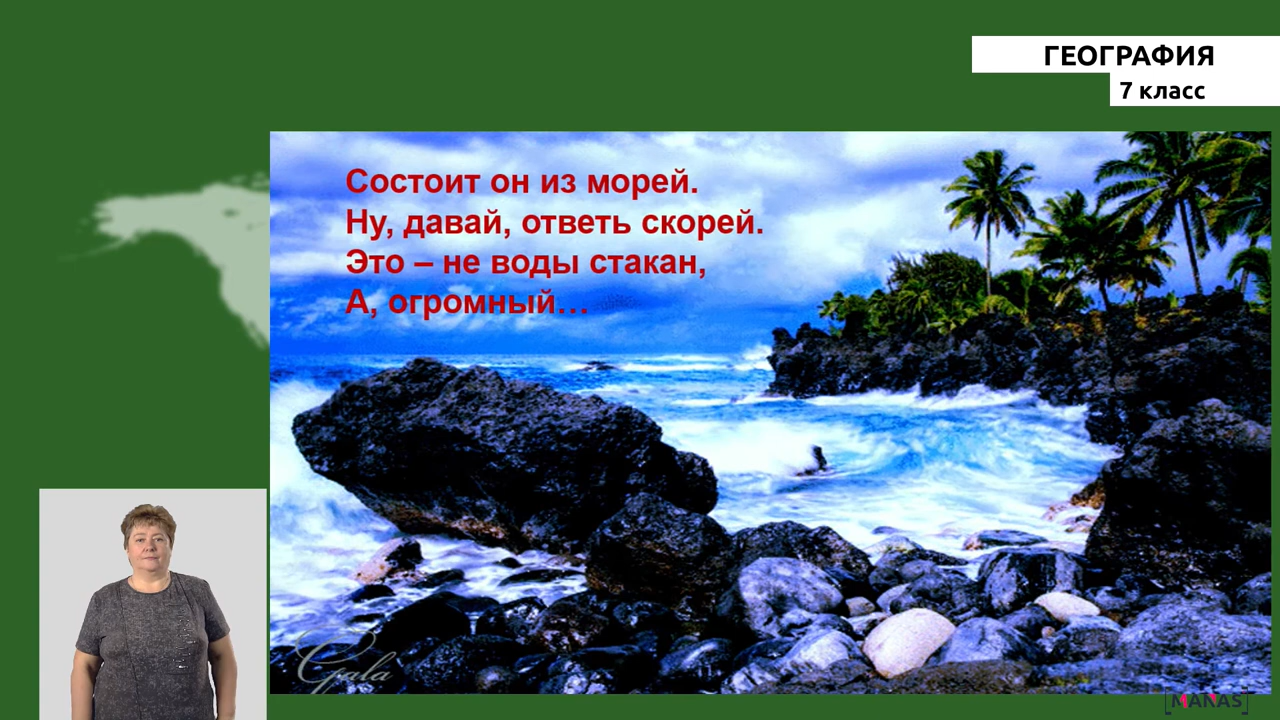 ГЕОГРАФИЯ
7 класс
Состоит он из морей.
Ну, давай, ответь скорей.
Это – не воды стакан,
А, огромный…
Gala
[MANAS]